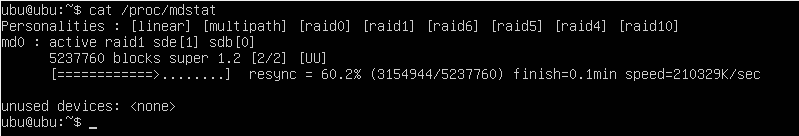 ubu@ubu:~$ cat /proc/mdstat
Personalities : [linear] [multipath] [raid0] [raid1] [raid6] [raid5] [raid4] [raid10]
md0 : active raid1 sde[1] sdb[0]
      5237760 blocks super 1.2 [2/2] [UU]
      [============>........]  resync = 60.2% (3154944/5237760) finish=0.1min speed=210329K/sec

unused devices: <none>
ubu@ubu:~$ _